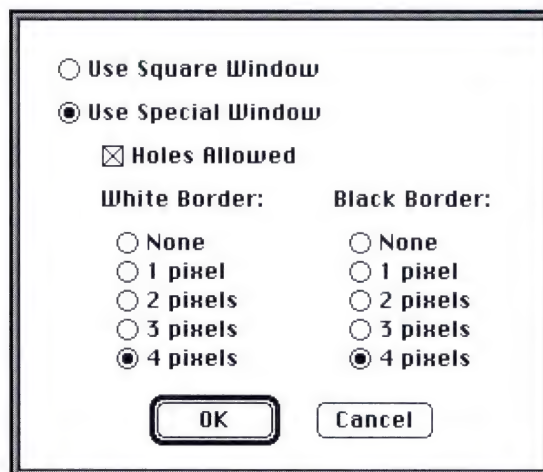 Use Square Window
Use Special Window
Holes Allowed
White Border:
None
1 pixel
2 pixels
3 pixels
4 pixels
Black Border:
None
1 pixel
2 pixels
3 pixels
4 pixels
OK
Cancel